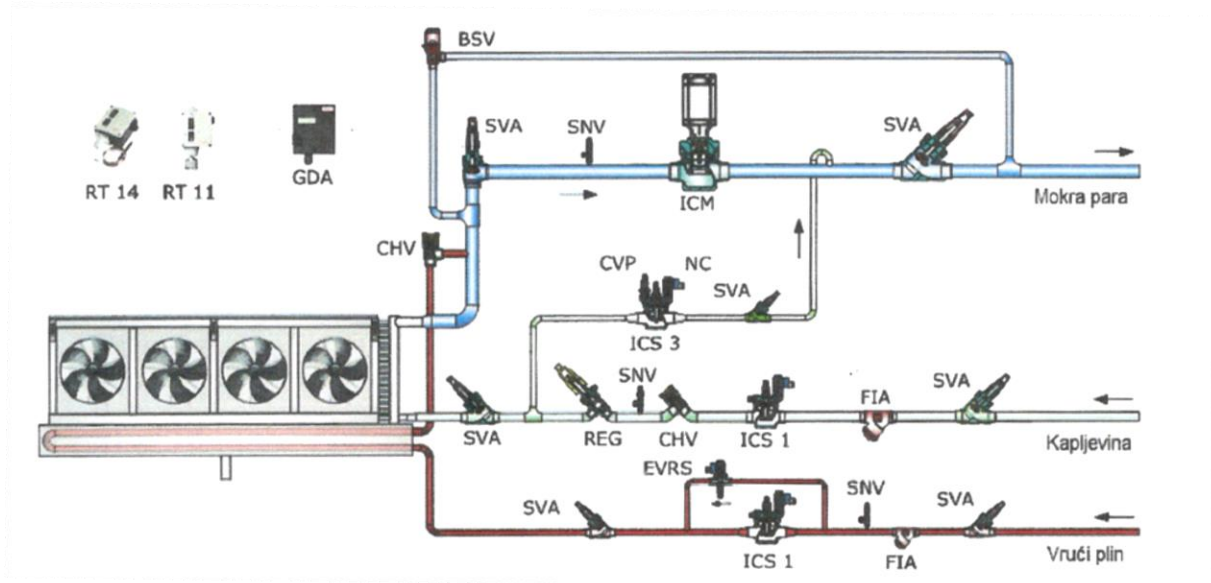 BSV
SVA
SNV
SVA
RT 14
RT 11
GDA
ICM
Mokra para
CHV
CVP
NC
SVA
ICS 3
SNV
FIA
SVA
SVA
REG
CHV
ICS 1
Kapljevina
EVRS
SVA
SNV
SVA
ICS 1
FIA
Vrući plin